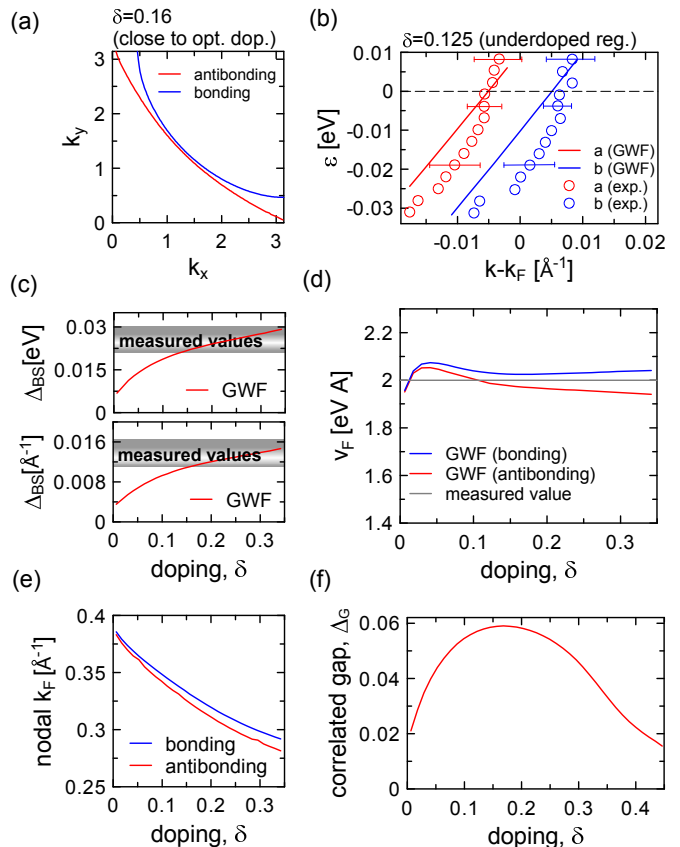 (a)
δ=0.16
(close to opt. dop.)
3
2
1
0
k_y
antibonding
bonding
0 1 2 3
k_x
(b)
δ=0.125 (underdoped reg.)
0.01
0
-0.01
-0.02
-0.03
ε [eV]
a (GWF)
b (GWF)
a (exp.)
b (exp.)
-0.01 0 0.01 0.02
k-k_F [Å⁻¹]
(c)
0.03
0.015
0
Δ_BS[eV]
measured values
GWF
0.016
0.008
0
Δ_BS[Å⁻¹]
measured values
GWF
0 0.1 0.2 0.3
doping, δ
(d)
2.2
2
1.8
1.6
1.4
v_F [eV A]
GWF (bonding)
GWF (antibonding)
measured value
0 0.1 0.2 0.3
doping, δ
(e)
0.4
0.35
0.3
0.25
nodal k_F [Å⁻¹]
bonding
antibonding
0 0.1 0.2 0.3
doping, δ
(f)
0.06
0.04
0.02
0
correlated gap, Δ_G
0 0.1 0.2 0.3 0.4
doping, δ